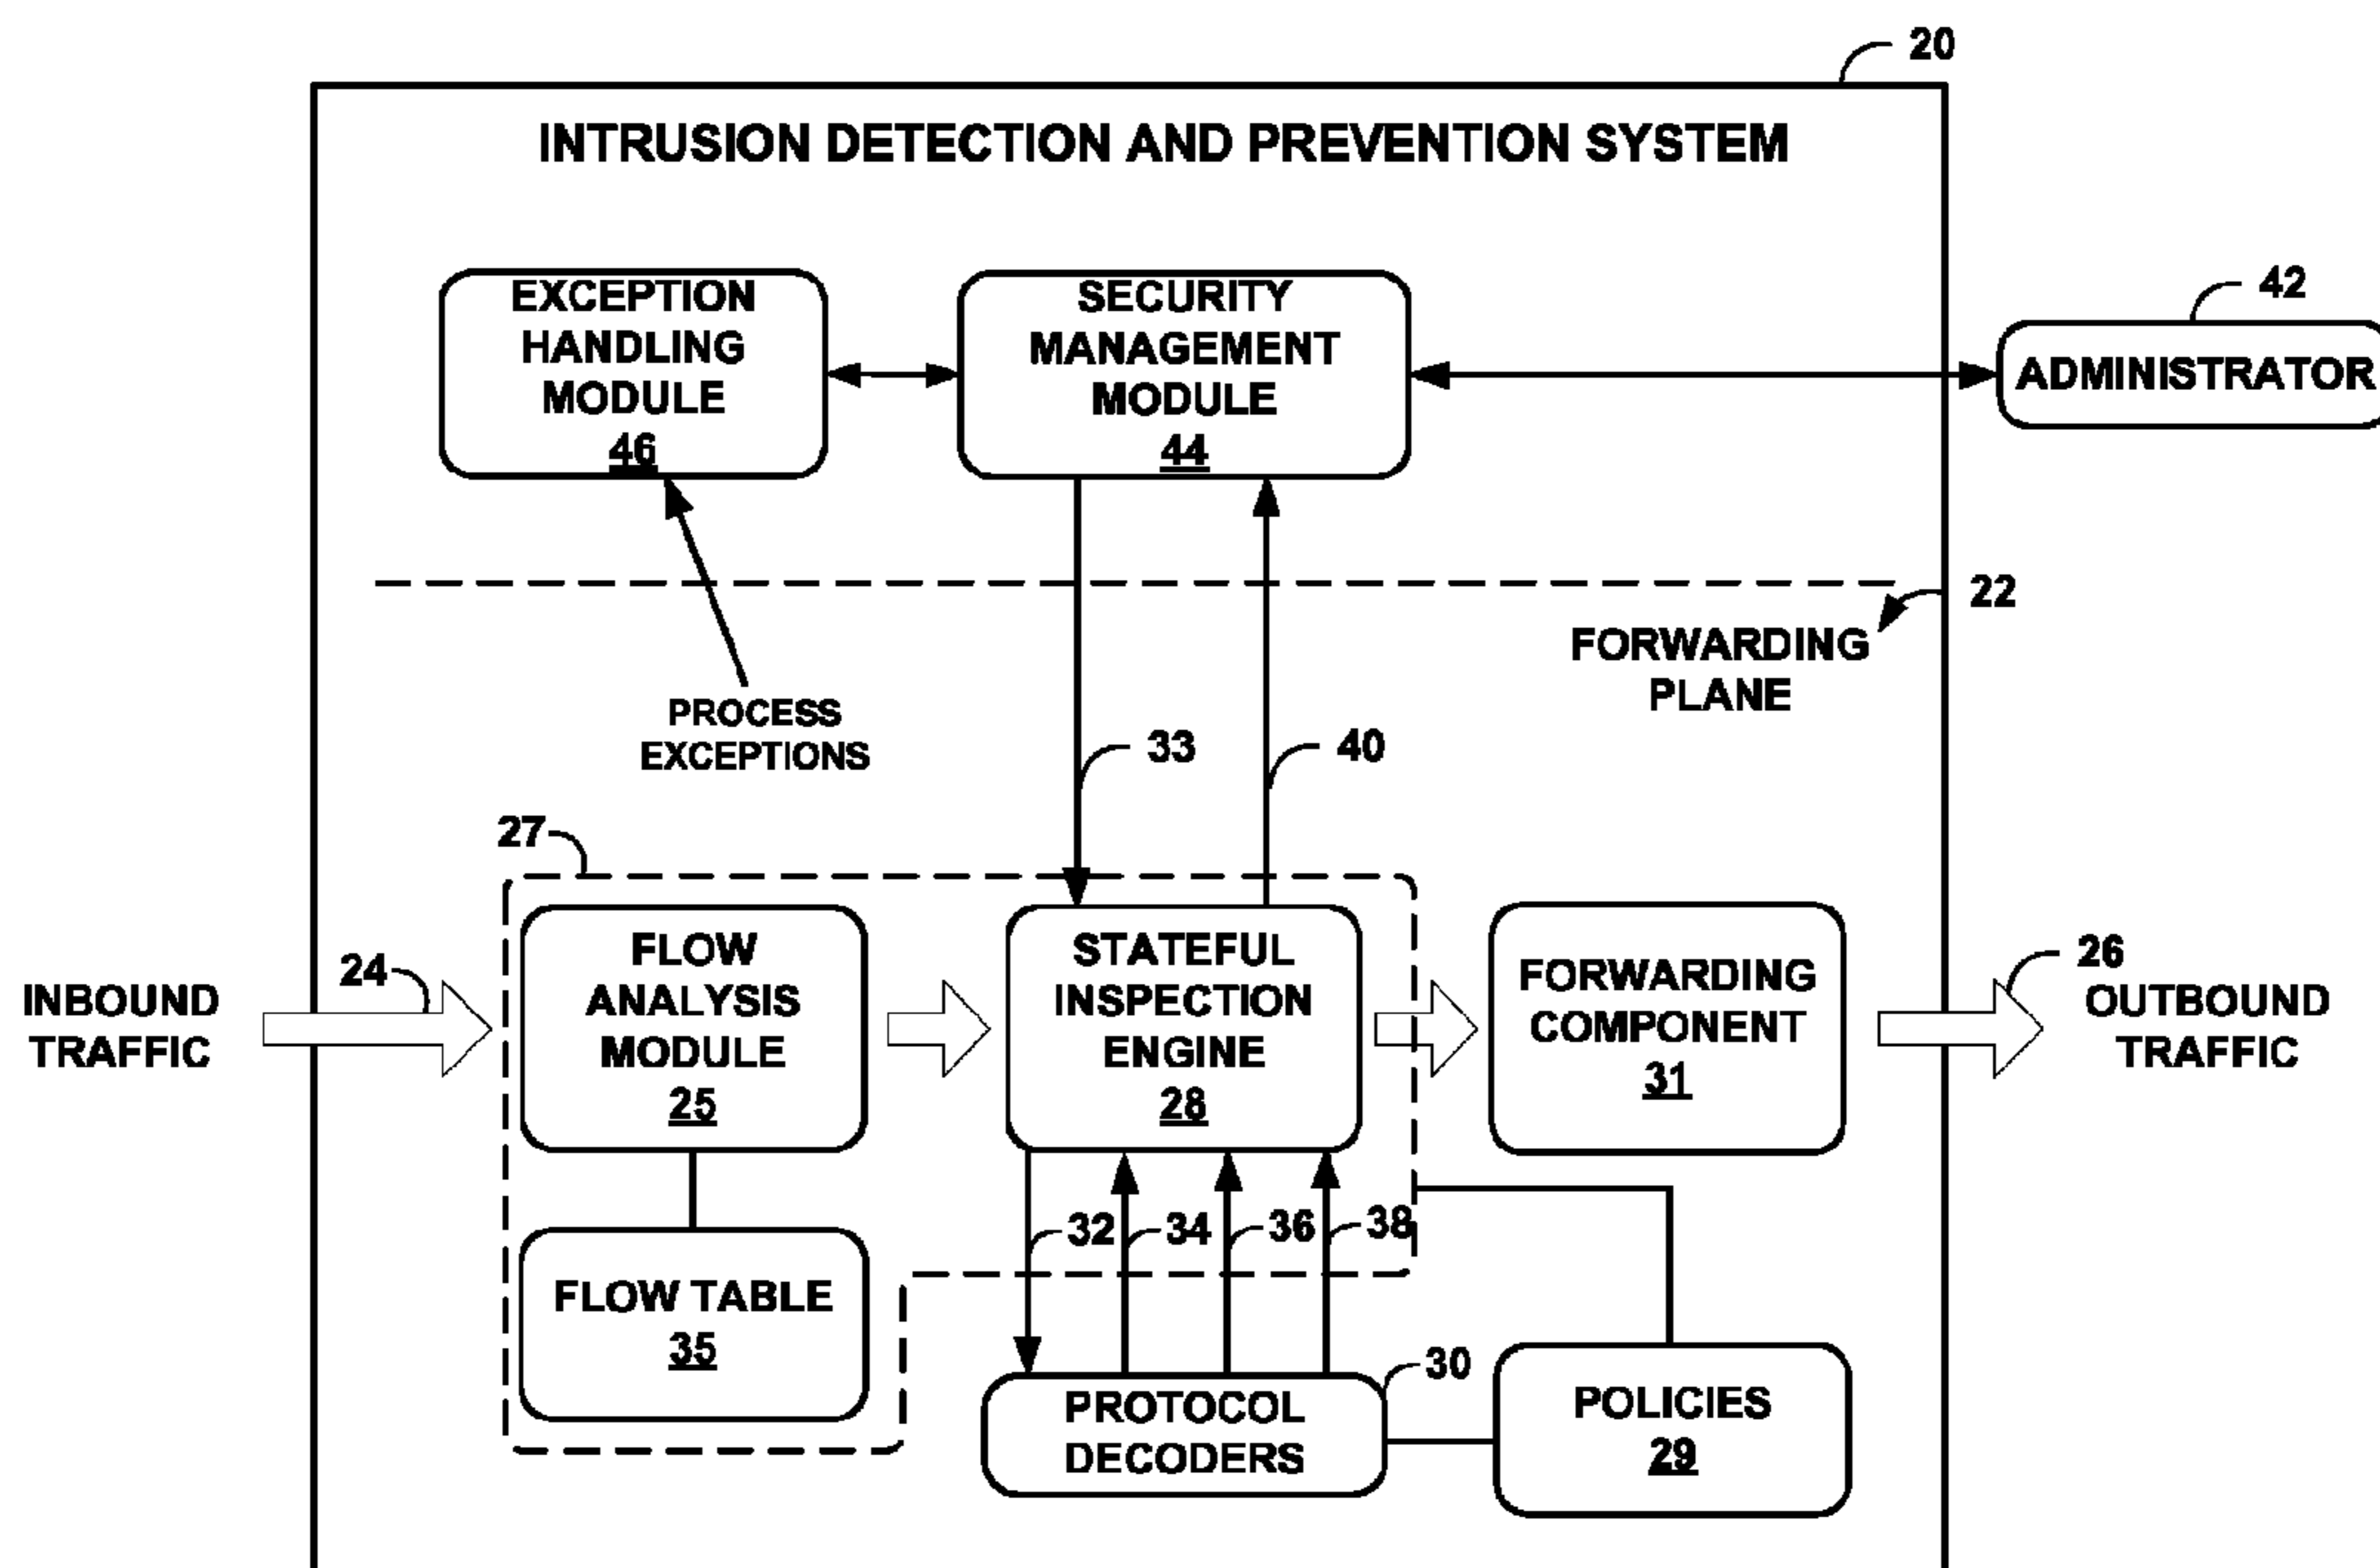 20
INTRUSION DETECTION AND PREVENTION SYSTEM
EXCEPTION
HANDLING
MODULE
46
SECURITY
MANAGEMENT
MODULE
44
42
ADMINISTRATOR
22
FORWARDING
PLANE
PROCESS
EXCEPTIONS
33
40
27
INBOUND
TRAFFIC
24
FLOW
ANALYSIS
MODULE
25
STATEFUL
INSPECTION
ENGINE
28
FORWARDING
COMPONENT
31
26
OUTBOUND
TRAFFIC
32
34
36
38
FLOW TABLE
35
30
PROTOCOL
DECODERS
POLICIES
29